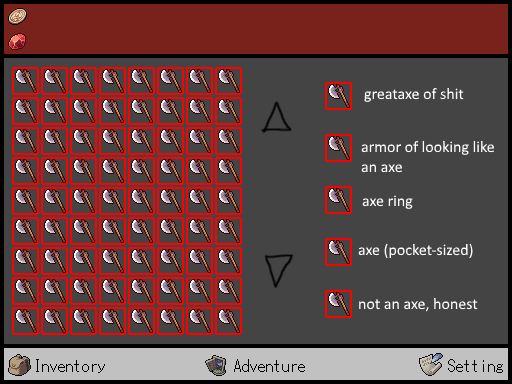 greataxe of shit
armor of looking like
an axe
axe ring
axe (pocket-sized)
not an axe, honest
Inventory
Adventure
Setting